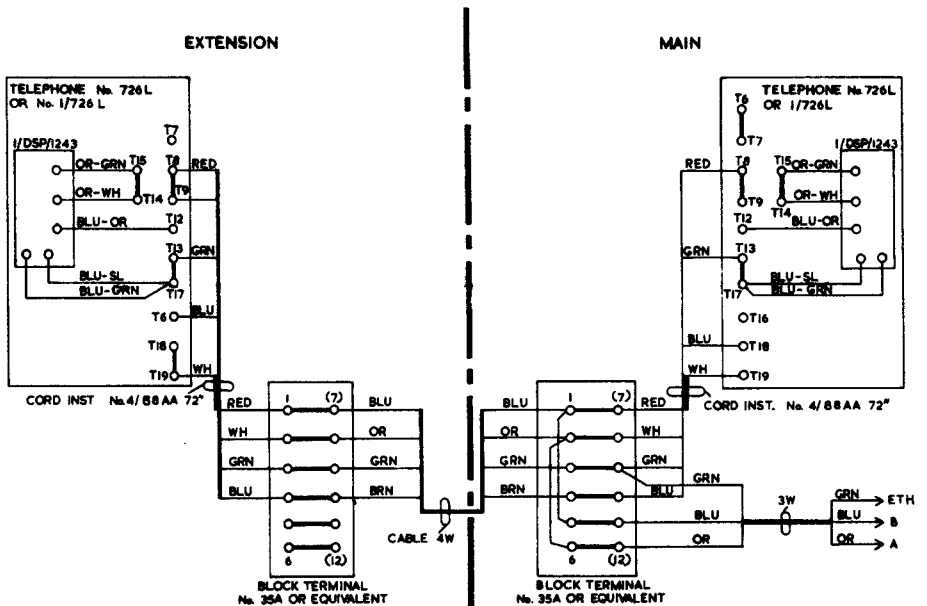 EXTENSION
MAIN
TELEPHONE No. 726L
OR No. 1/726L
1/DSP/1243
T7
OR-GRN
T15
T8
RED
OR-WH
T14
T9
BLU-OR
T12
T13
GRN
BLU-SL
BLU-GRN
T17
T6
BLU
T18
T19
WH
CORD INST No. 4/88AA 72"
RED
WH
GRN
BLU
1
(7)
6
(12)
BLU
OR
GRN
BRN
BLOCK TERMINAL
No. 35A OR EQUIVALENT
CABLE 4W
TELEPHONE No. 726L
OR 1/726L
T6
T7
1/DSP/1243
RED
T8
T15
OR-GRN
T9
OR-WH
T14
T12
BLU-OR
GRN
T13
BLU-SL
T17
BLU-GRN
T16
BLU
T18
WH
T19
CORD INST. No. 4/88AA 72"
BLU
OR
GRN
BRN
1
(7)
6
(12)
RED
WH
GRN
BLU
GRN
BLU
OR
3W
GRN
ETH
BLU
B
OR
A
BLOCK TERMINAL
No. 35A OR EQUIVALENT